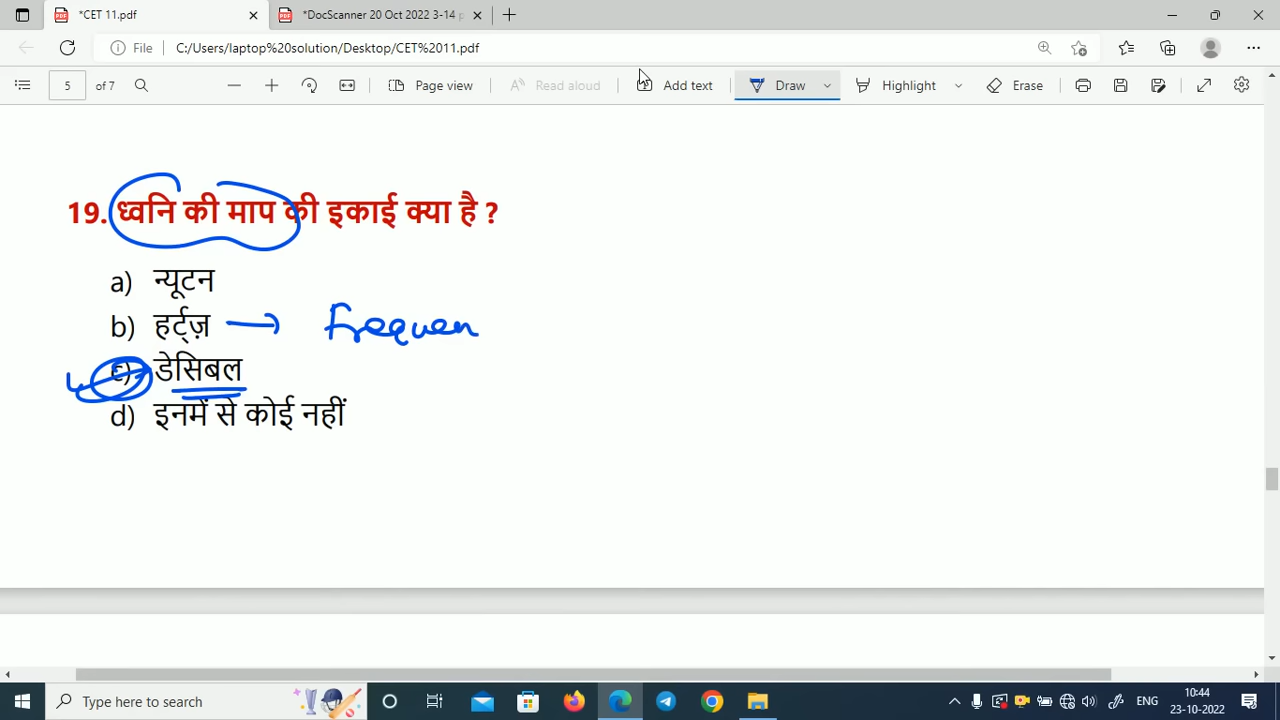 *CET 11.pdf
*DocScanner 20 Oct 2022 3-14 p
File C:/Users/laptop%20solution/Desktop/CET%2011.pdf
5 of 7 Page view Read aloud Add text Draw Highlight Erase
19. ध्वनि की माप की इकाई क्या है ?
a) न्यूटन
b) हर्ट्ज़ Frequen
c) डेसिबल
d) इनमें से कोई नहीं
Type here to search
ENG
10:44
23-10-2022